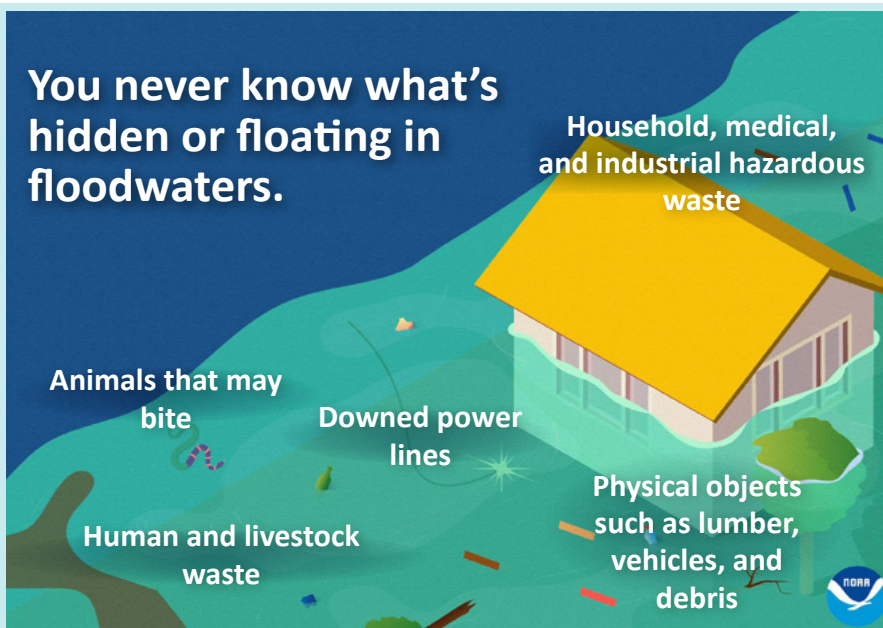 You never know what's
hidden or floating in
floodwaters.
Household, medical,
and industrial hazardous
waste
Animals that may
bite
Downed power
lines
Human and livestock
waste
Physical objects
such as lumber,
vehicles, and
debris
NOAA